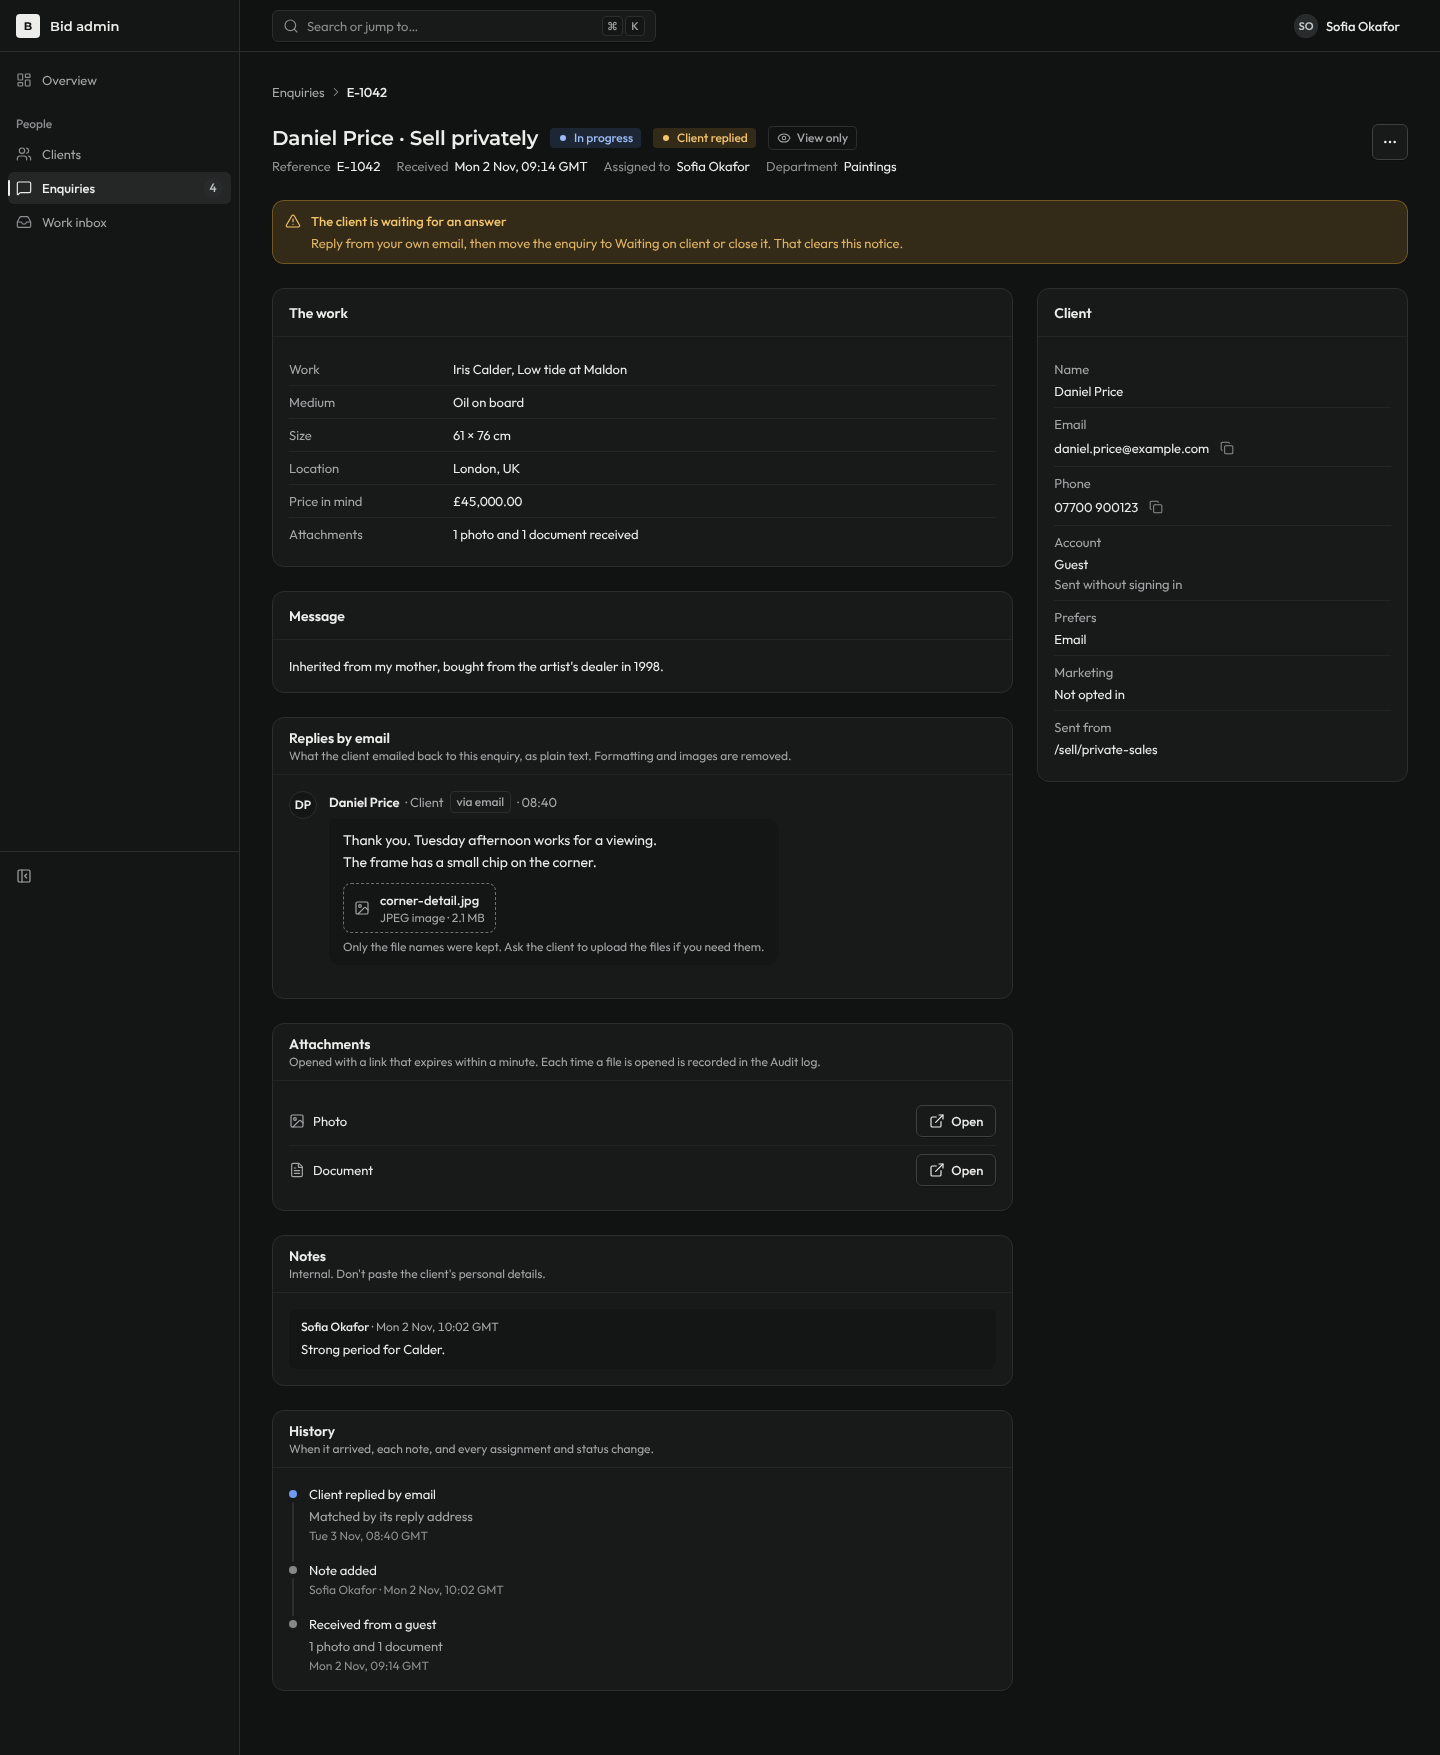 B Bid admin
Search or jump to...
⌘ K
SO Sofia Okafor
Overview
People
Clients
Enquiries 4
Work inbox
Enquiries > E-1042
Daniel Price · Sell privately
In progress
Client replied
View only
Reference E-1042 Received Mon 2 Nov, 09:14 GMT Assigned to Sofia Okafor Department Paintings
The client is waiting for an answer
Reply from your own email, then move the enquiry to Waiting on client or close it. That clears this notice.
The work
Work Iris Calder, Low tide at Maldon
Medium Oil on board
Size 61 × 76 cm
Location London, UK
Price in mind £45,000.00
Attachments 1 photo and 1 document received
Message
Inherited from my mother, bought from the artist's dealer in 1998.
Replies by email
What the client emailed back to this enquiry, as plain text. Formatting and images are removed.
DP Daniel Price · Client via email · 08:40
Thank you. Tuesday afternoon works for a viewing.
The frame has a small chip on the corner.
corner-detail.jpg
JPEG image · 2.1 MB
Only the file names were kept. Ask the client to upload the files if you need them.
Attachments
Opened with a link that expires within a minute. Each time a file is opened is recorded in the Audit log.
Photo Open
Document Open
Notes
Internal. Don't paste the client's personal details.
Sofia Okafor · Mon 2 Nov, 10:02 GMT
Strong period for Calder.
History
When it arrived, each note, and every assignment and status change.
Client replied by email
Matched by its reply address
Tue 3 Nov, 08:40 GMT
Note added
Sofia Okafor · Mon 2 Nov, 10:02 GMT
Received from a guest
1 photo and 1 document
Mon 2 Nov, 09:14 GMT
Client
Name
Daniel Price
Email
daniel.price@example.com
Phone
07700 900123
Account
Guest
Sent without signing in
Prefers
Email
Marketing
Not opted in
Sent from
/sell/private-sales